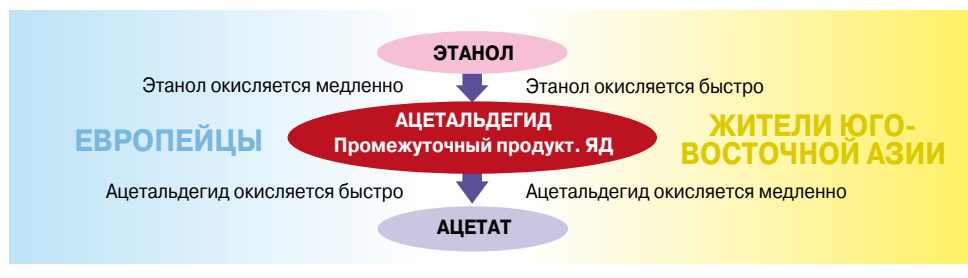 ЭТАНОЛ
Этанол окисляется медленно
Этанол окисляется быстро
ЕВРОПЕЙЦЫ
АЦЕТАЛЬДЕГИД
Промежуточный продукт. ЯД
ЖИТЕЛИ ЮГО-
ВОСТОЧНОЙ АЗИИ
Ацетальдегид окисляется быстро
Ацетальдегид окисляется медленно
АЦЕТАТ